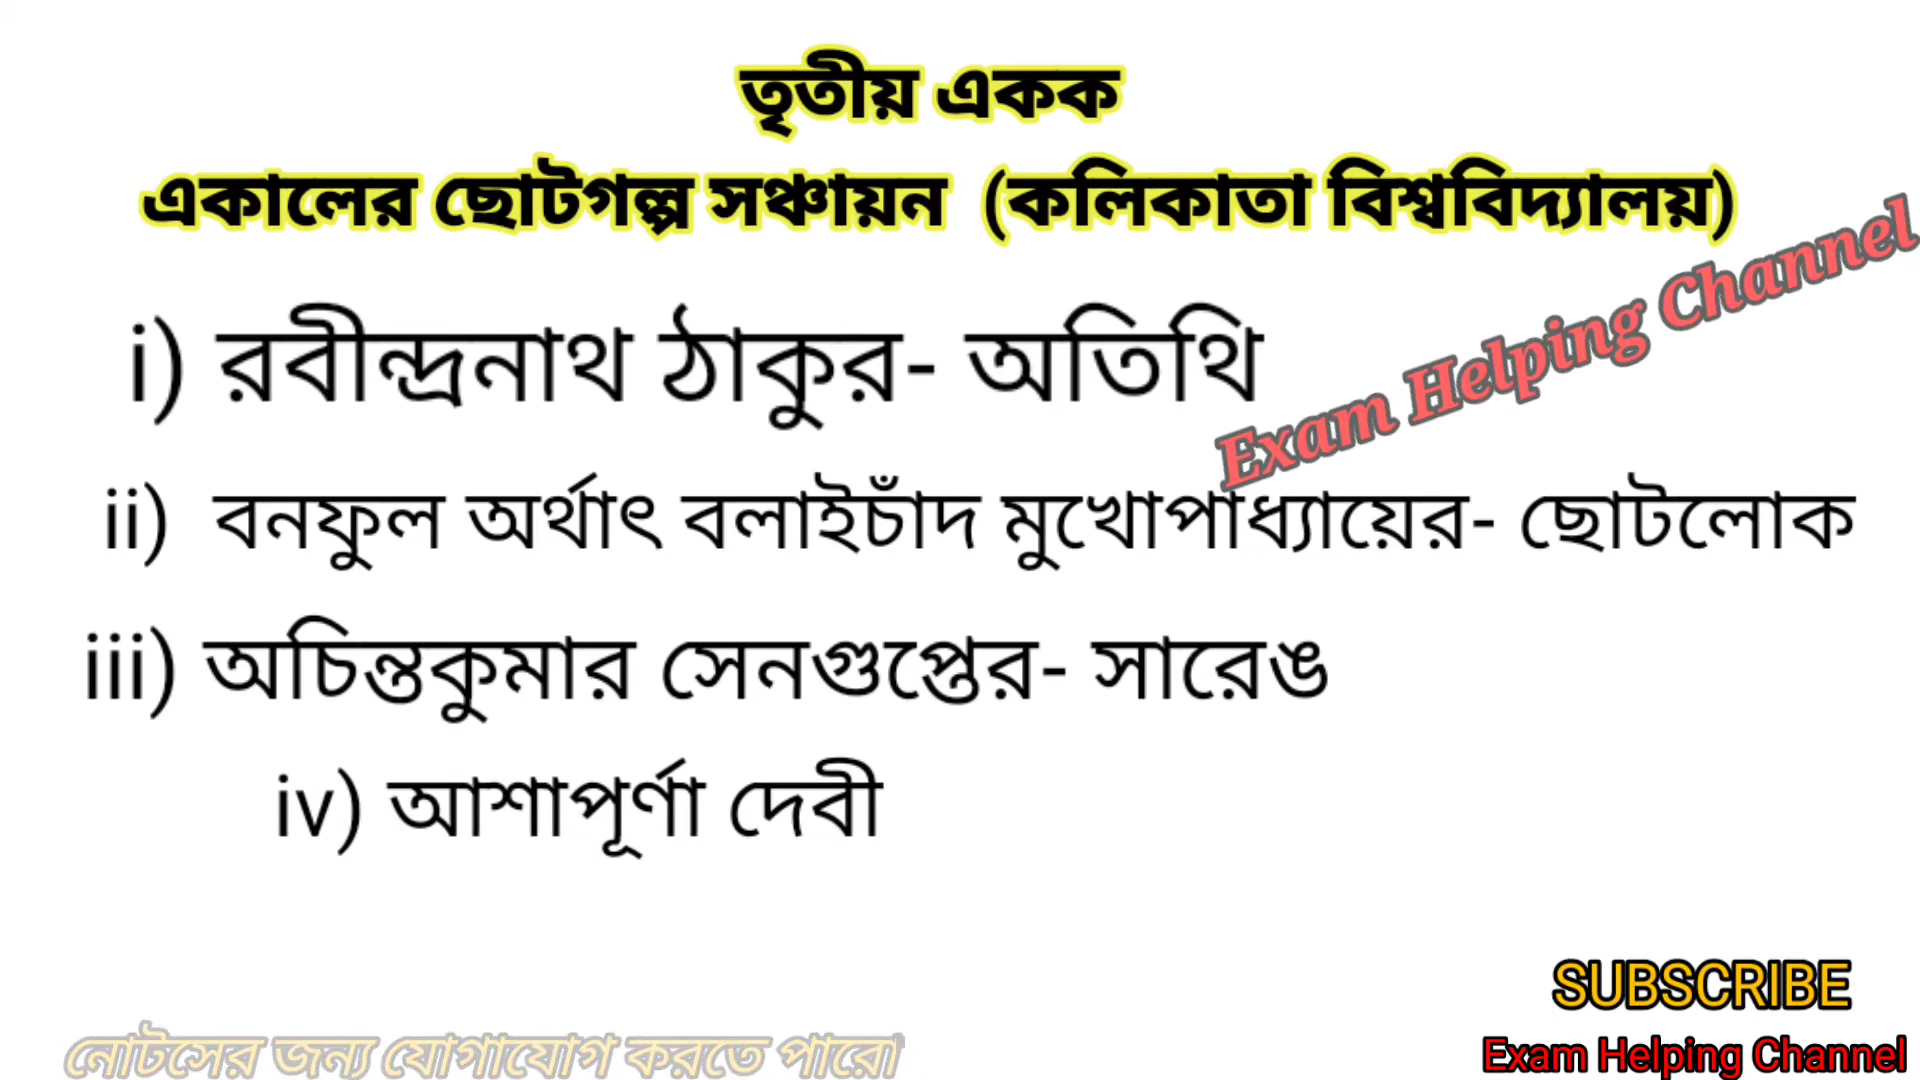 তৃতীয় একক
একালের ছোটগল্প সঞ্চায়ন (কলিকাতা বিশ্ববিদ্যালয়)
i) রবীন্দ্রনাথ ঠাকুর- অতিথি
Exam Helping Channel
ii) বনফুল অর্থাৎ বলাইচাঁদ মুখোপাধ্যায়ের- ছোটলোক
iii) অচিন্তকুমার সেনগুপ্তের- সারেঙ
iv) আশাপূর্ণা দেবী
SUBSCRIBE
নোটসের জন্য যোগাযোগ করতে পারো
Exam Helping Channel